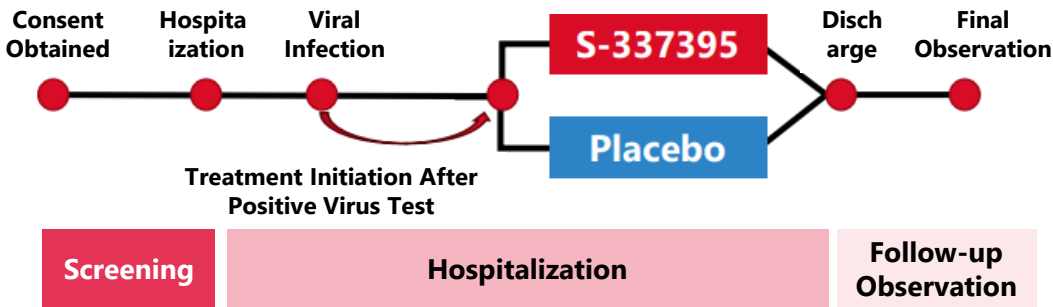 Consent
Obtained
Hospita
ization
Viral
Infection
S-337395
Placebo
Disch
arge
Final
Observation
Treatment Initiation After
Positive Virus Test
Screening
Hospitalization
Follow-up
Observation